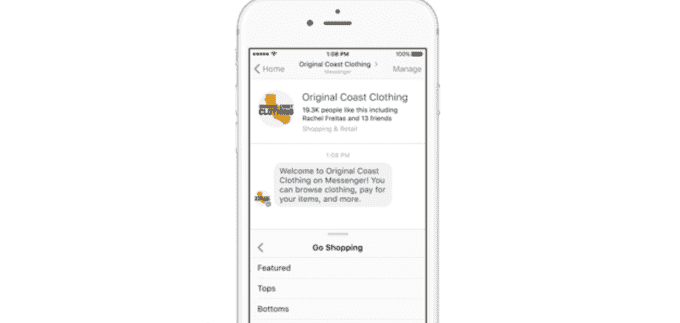 1:08 PM 100%
Home Original Coast Clothing > Manage
Messenger
Original Coast Clothing
19.3K people like this including
Rachel Freitas and 13 friends
Shopping & Retail
CLOTHING
1:08 PM
Welcome to Original Coast
Clothing on Messenger! You
can browse clothing, pay for
your items, and more.
Go Shopping
Featured
Tops
Bottoms